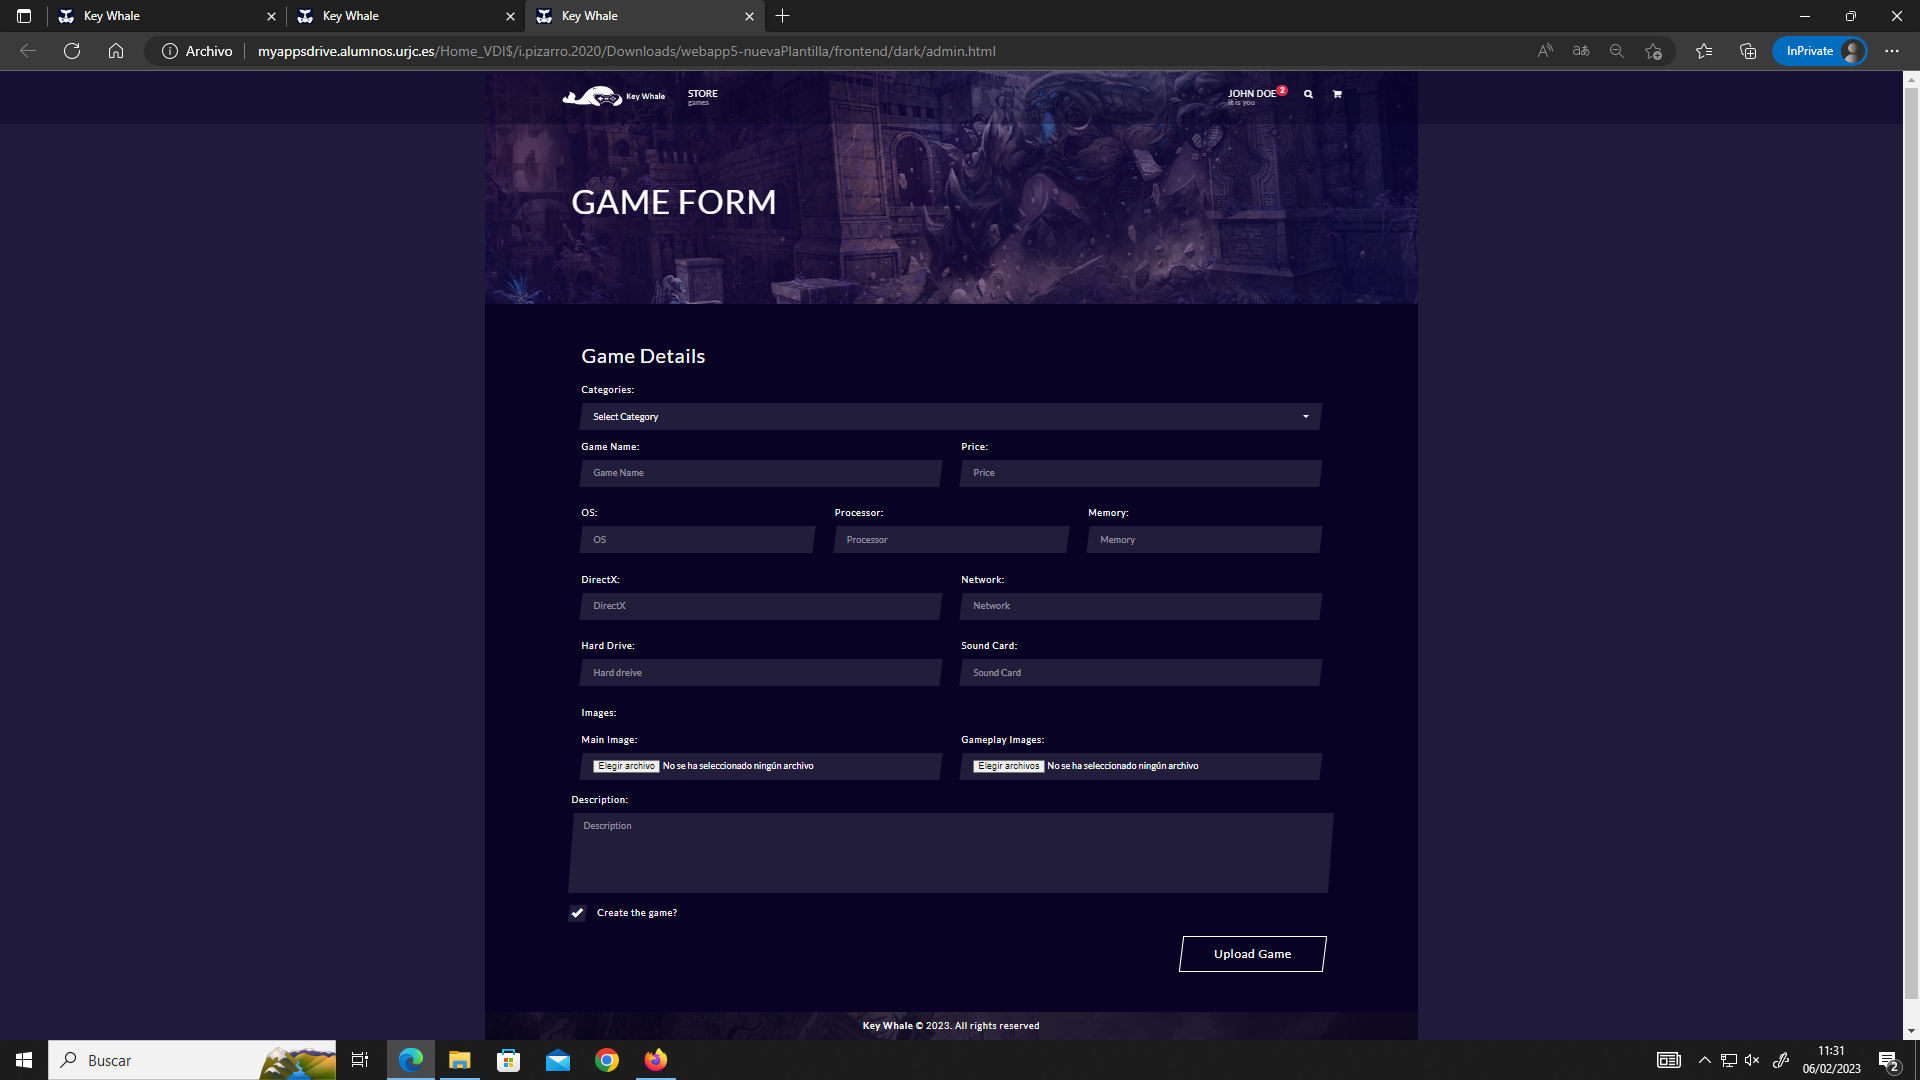 Key Whale
Key Whale
Key Whale
Archivo
myappsdrive.alumnos.urjc.es/Home_VDI$/i.pizarro.2020/Downloads/webapp5-nuevaPlantilla/frontend/dark/admin.html
InPrivate
Key Whale
STORE
games
JOHN DOE 2
it is you
GAME FORM
Game Details
Categories:
Select Category
Game Name:
Price:
Game Name
Price
OS:
Processor:
Memory:
OS
Processor
Memory
DirectX:
Network:
DirectX
Network
Hard Drive:
Sound Card:
Hard dreive
Sound Card
Images:
Main Image:
Gameplay Images:
Elegir archivo No se ha seleccionado ningún archivo
Elegir archivos No se ha seleccionado ningún archivo
Description:
Description
Create the game?
Upload Game
Key Whale © 2023. All rights reserved
Buscar
11:31
06/02/2023
2